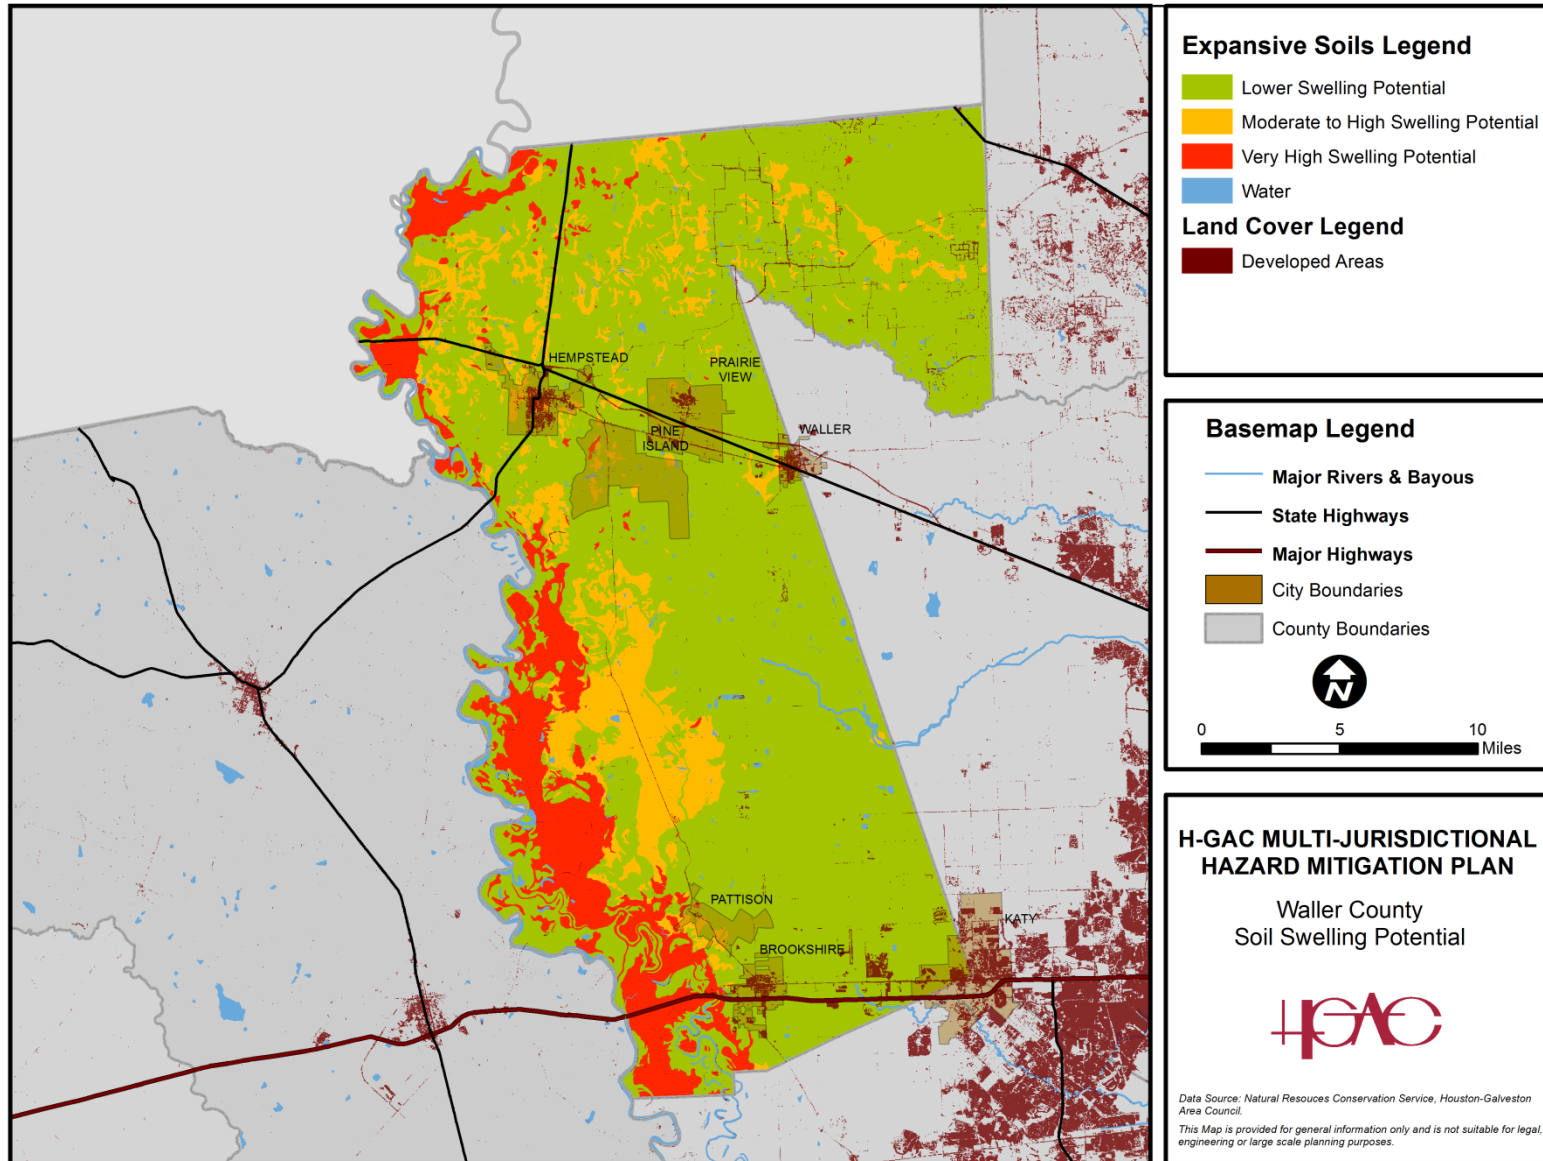 Expansive Soils Legend
Lower Swelling Potential
Moderate to High Swelling Potential
Very High Swelling Potential
Water
Land Cover Legend
Developed Areas
HEMPSTEAD
PRAIRIE
VIEW
PINE
ISLAND
WALLER
PATTISON
BROOKSHIRE
KATY
Basemap Legend
Major Rivers & Bayous
State Highways
Major Highways
City Boundaries
County Boundaries
N
0 5 10
Miles
H-GAC MULTI-JURISDICTIONAL
HAZARD MITIGATION PLAN
Waller County
Soil Swelling Potential
HGAC
Data Source: Natural Resouces Conservation Service, Houston-Galveston
Area Council.
This Map is provided for general information only and is not suitable for legal,
engineering or large scale planning purposes.